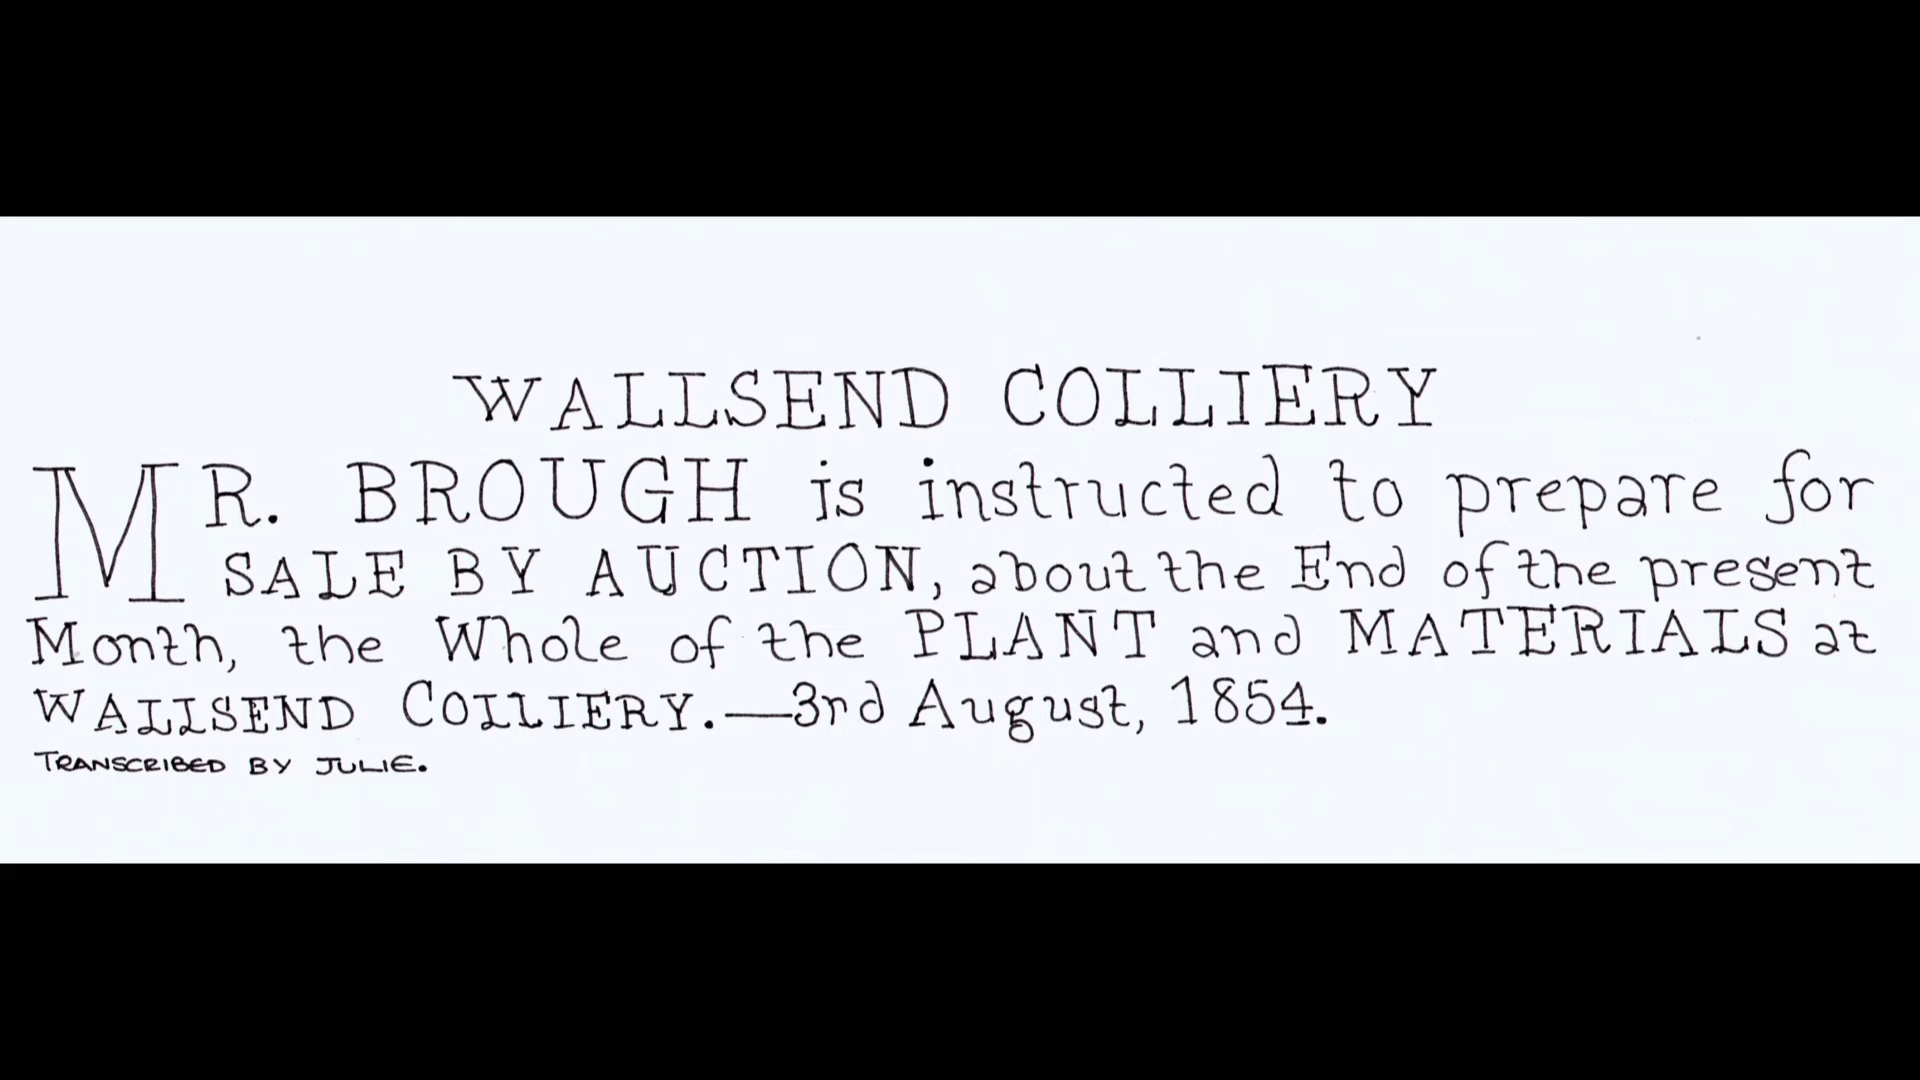 WALLSEND COLLIERY
MR. BROUGH is instructed to prepare for
SALE BY AUCTION, about the End of the present
Month, the Whole of the PLANT and MATERIALS at
WALLSEND COLLIERY.—3rd August, 1854.
TRANSCRIBED BY JULIE.